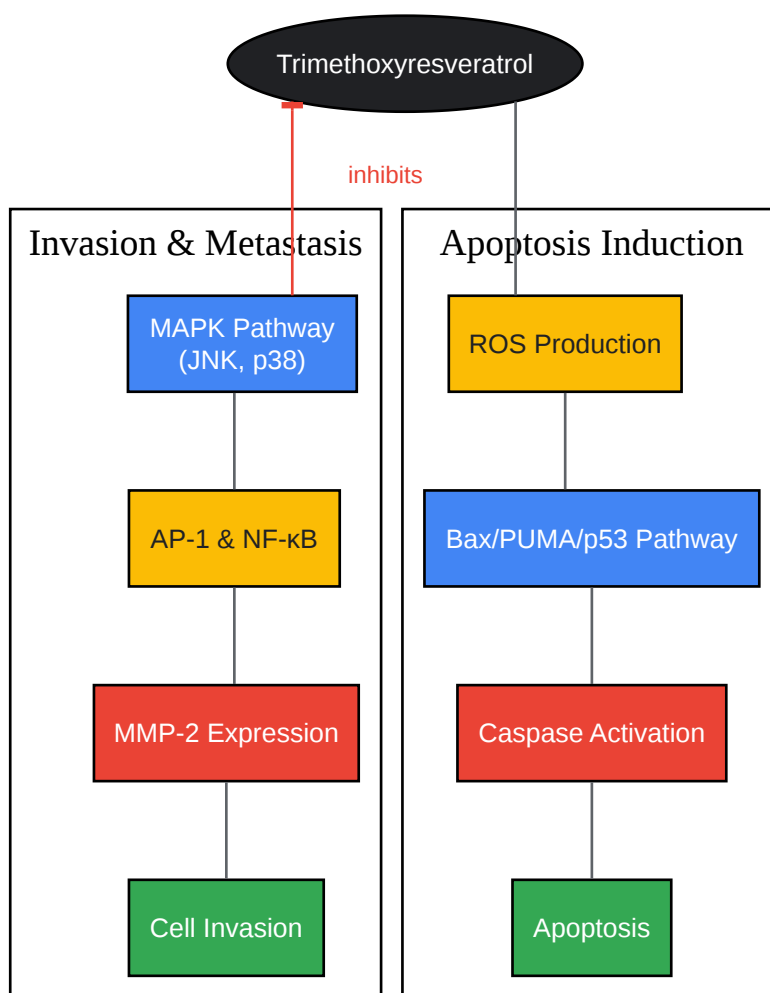 Trimethoxyresveratrol
inhibits
Invasion & Metastasis
MAPK Pathway
(JNK, p38)
AP-1 & NF-κB
MMP-2 Expression
Cell Invasion
Apoptosis Induction
ROS Production
Bax/PUMA/p53 Pathway
Caspase Activation
Apoptosis